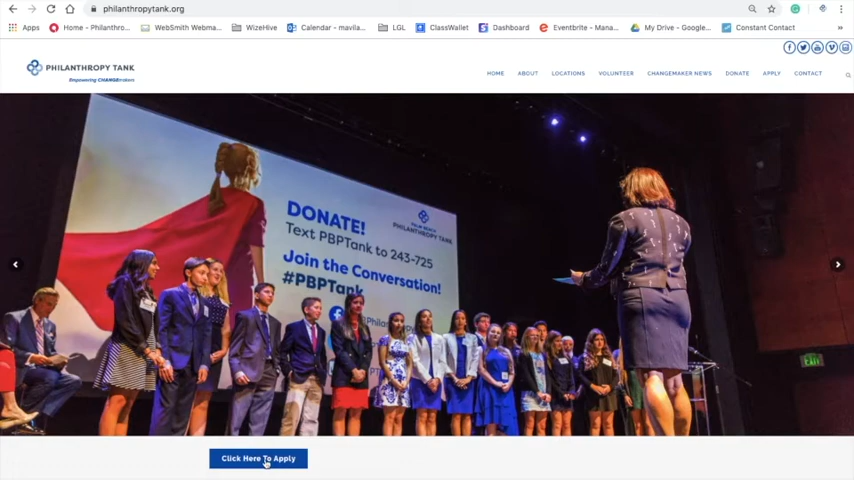 philanthropytank.org
Apps
Home - Philanthro...
WebSmith Webma...
WizeHive
Calendar - mavila...
LGL
ClassWallet
Dashboard
Eventbrite - Mana...
My Drive - Google...
Constant Contact
PHILANTHROPY TANK
Empowering CHANGEmakers
HOME
ABOUT
LOCATIONS
VOLUNTEER
CHANGEMAKER NEWS
DONATE
APPLY
CONTACT
DONATE!
Text PBPTank to 243-725
Join the Conversation!
#PBPTank
PALM BEACH
PHILANTHROPY TANK
EXIT
Click Here To Apply